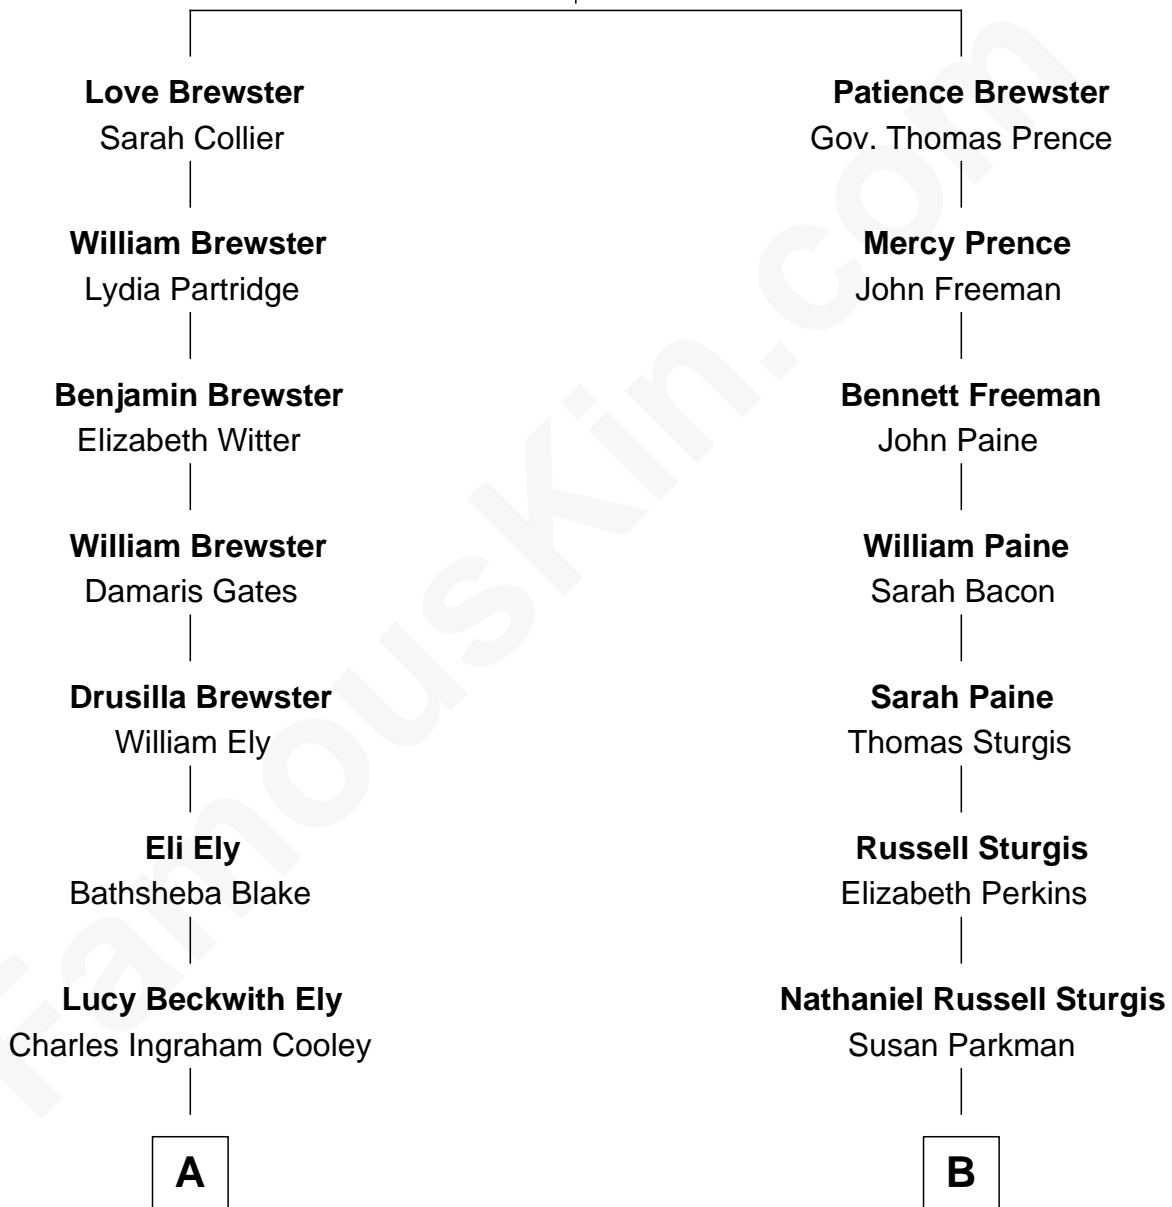 Love Brewster
Sarah Collier
Patience Brewster
Gov. Thomas Prence
William Brewster
Lydia Partridge
Mercy Prence
John Freeman
Benjamin Brewster
Elizabeth Witter
Bennett Freeman
John Paine
William Brewster
Damaris Gates
William Paine
Sarah Bacon
Drusilla Brewster
William Ely
Sarah Paine
Thomas Sturgis
Eli Ely
Bathsheba Blake
Russell Sturgis
Elizabeth Perkins
Lucy Beckwith Ely
Charles Ingraham Cooley
Nathaniel Russell Sturgis
Susan Parkman
A
B
FamousKin.com